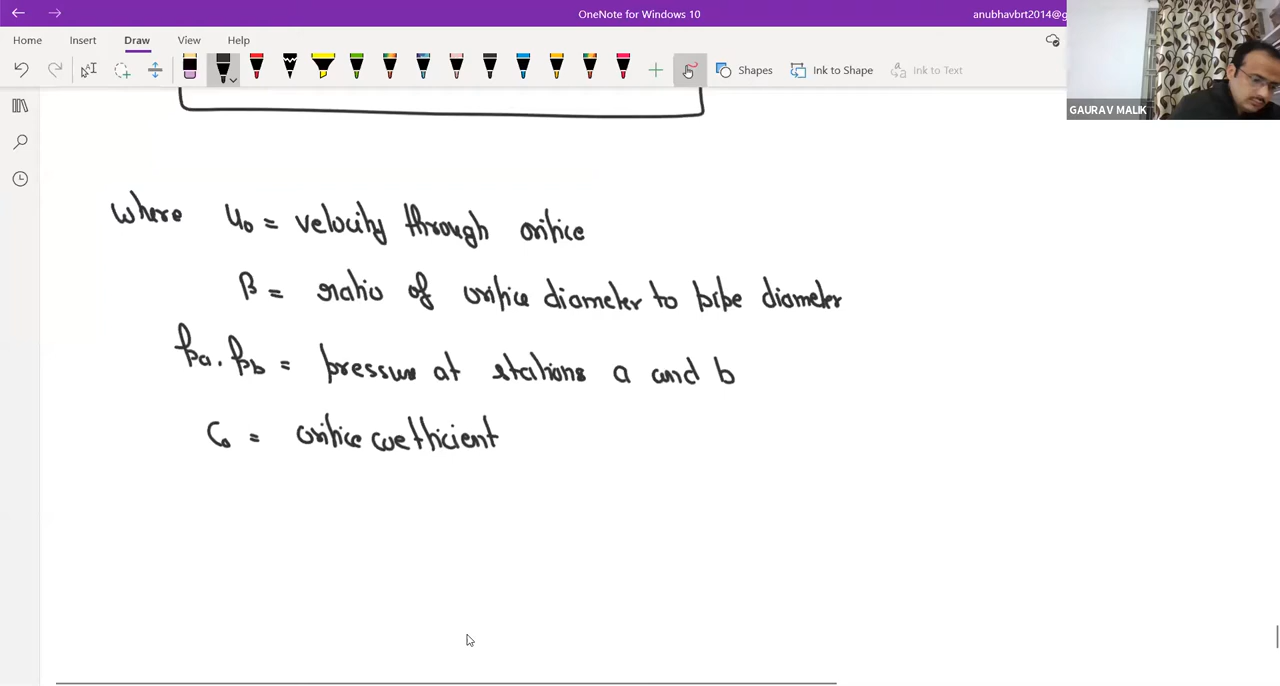 OneNote for Windows 10
anubhavbrt2014@g
Home Insert Draw View Help
Shapes Ink to Shape Ink to Text
GAURAV MALIK
where u0 = velocity through orifice
β = ratio of orifice diameter to pipe diameter
pa, pb = pressure at stations a and b
C0 = orifice coefficient